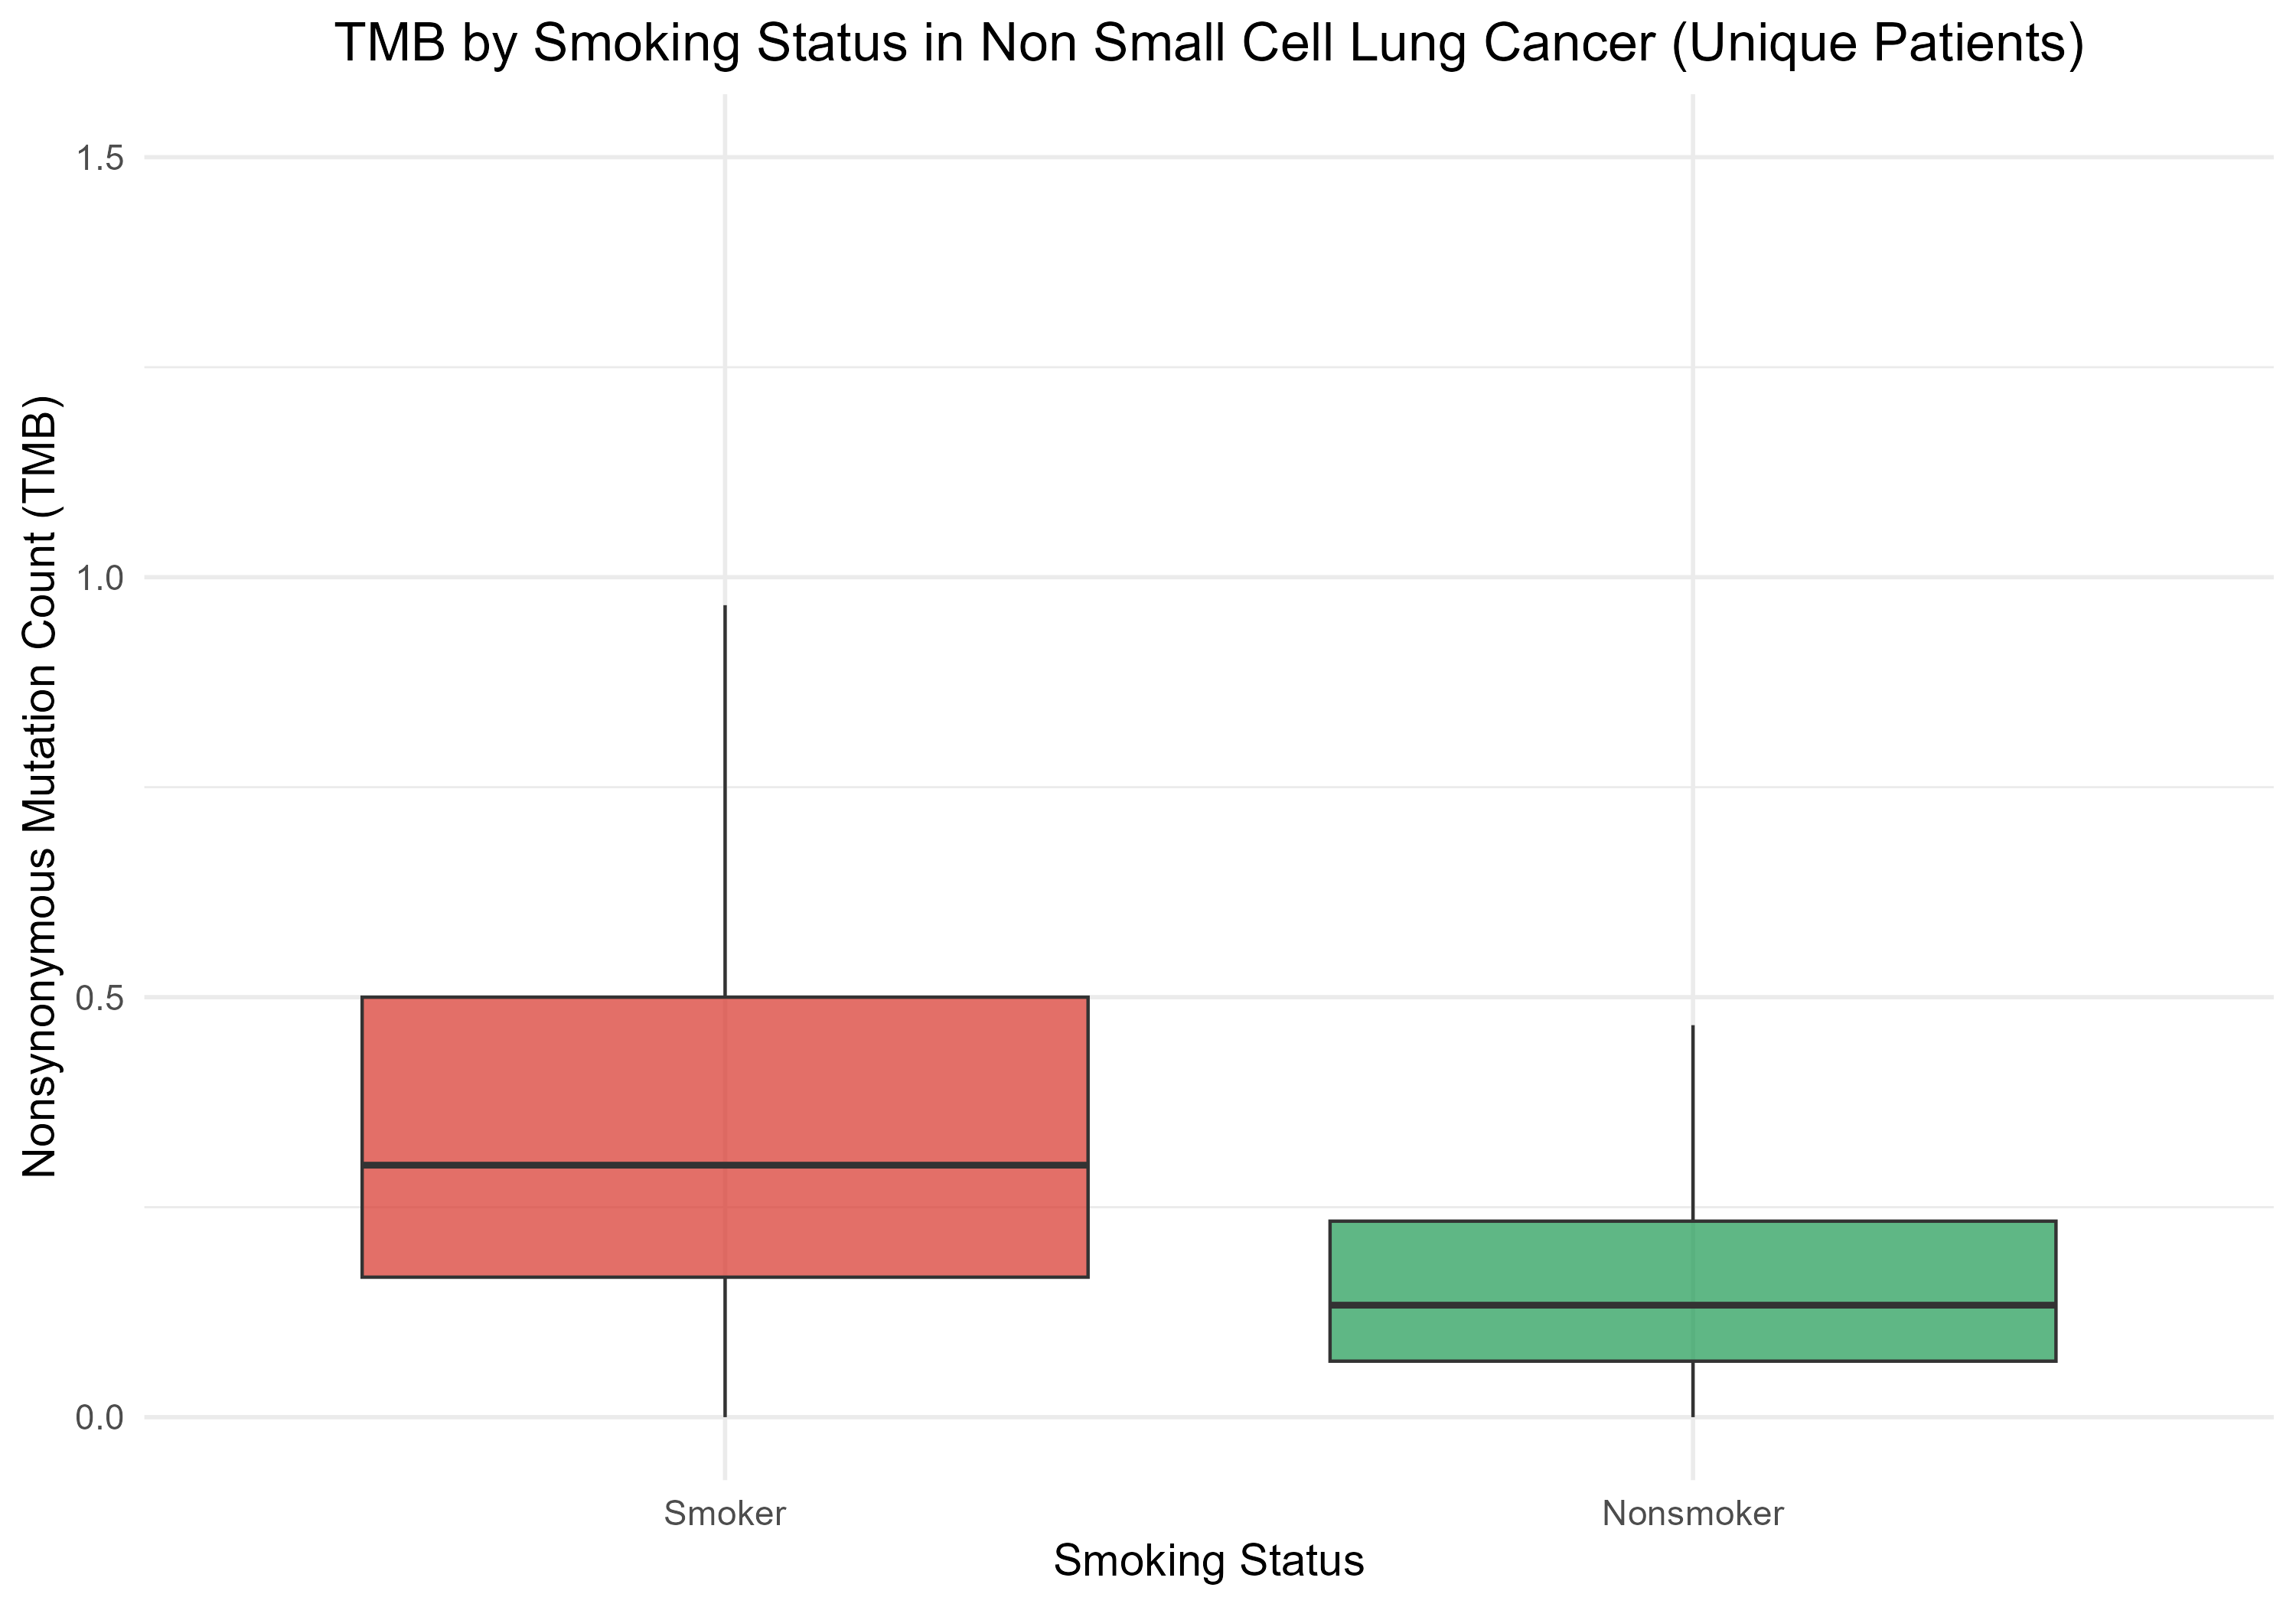 TMB by Smoking Status in Non Small Cell Lung Cancer (Unique Patients)
Nonsynonymous Mutation Count (TMB)
1.5
1.0
0.5
0.0
Smoker
Nonsmoker
Smoking Status